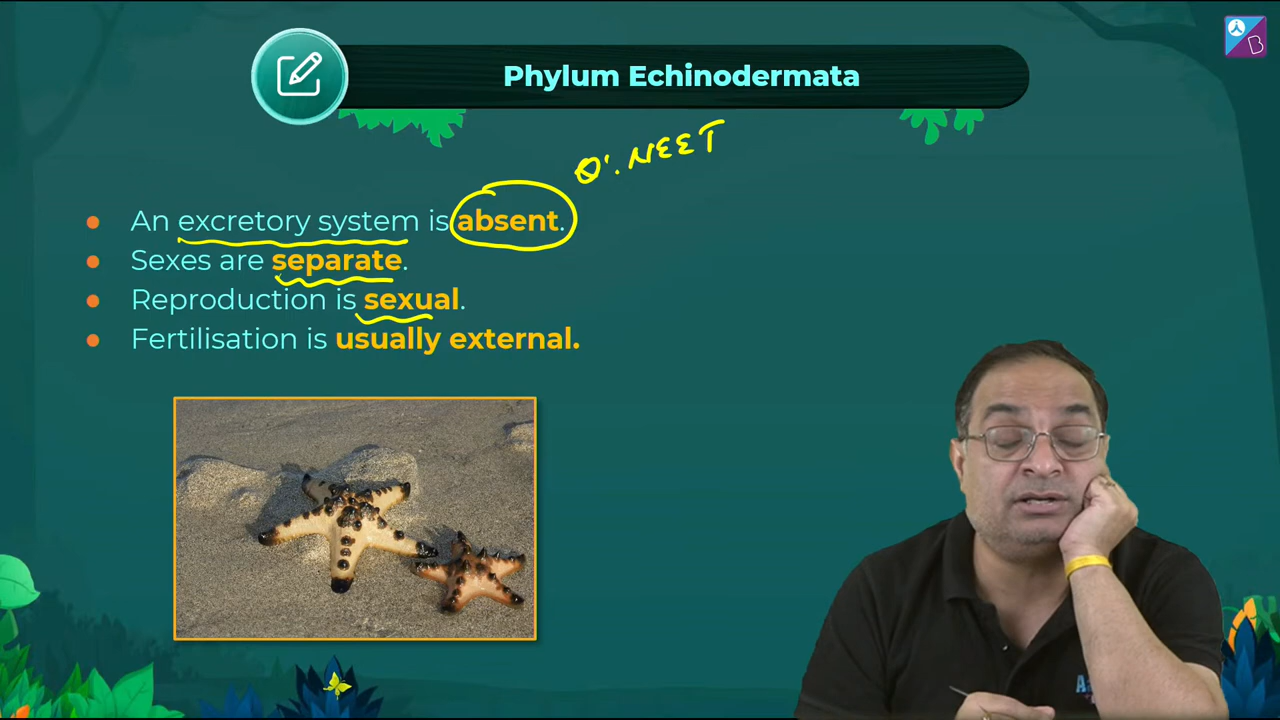 Phylum Echinodermata
Q:. NEET
An excretory system is absent.
Sexes are separate.
Reproduction is sexual.
Fertilisation is usually external.
B